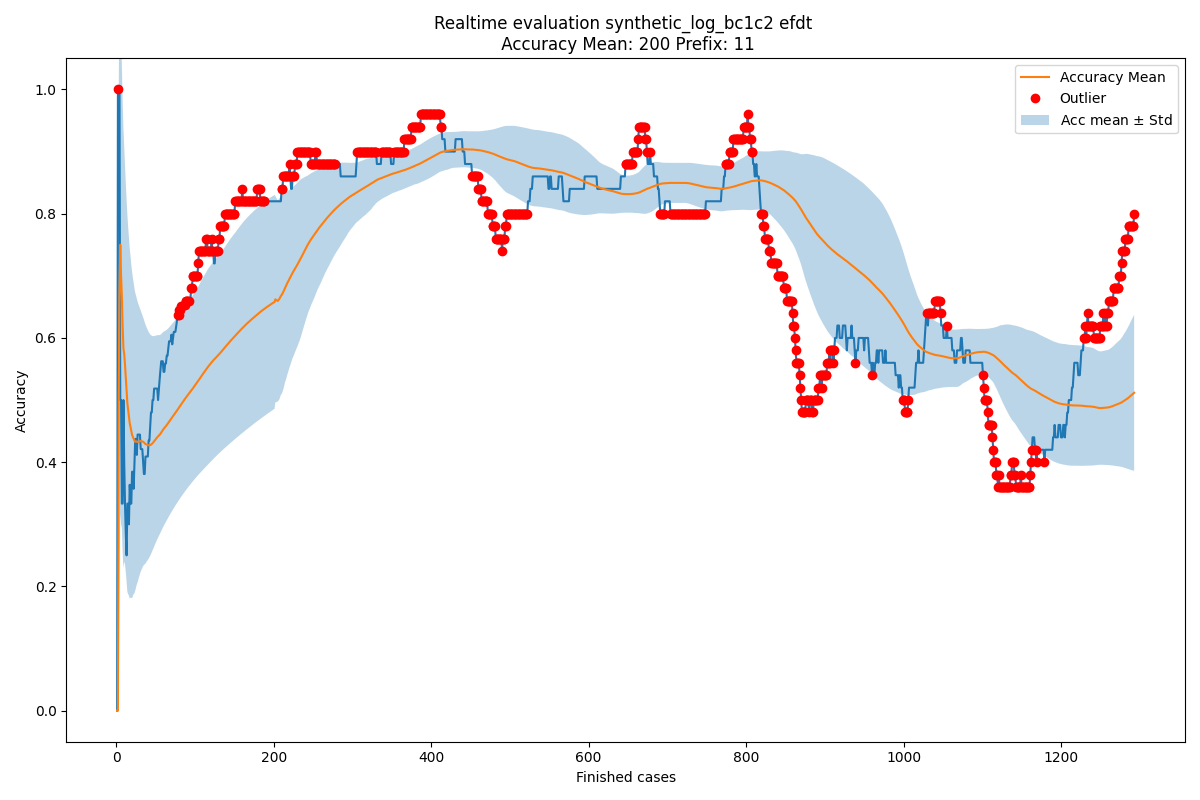 Realtime evaluation synthetic_log_bc1c2 efdt
Accuracy Mean: 200 Prefix: 11
Accuracy Mean
Outlier
Acc mean ± Std
Accuracy
1.0
0.8
0.6
0.4
0.2
0.0
0 200 400 600 800 1000 1200
Finished cases